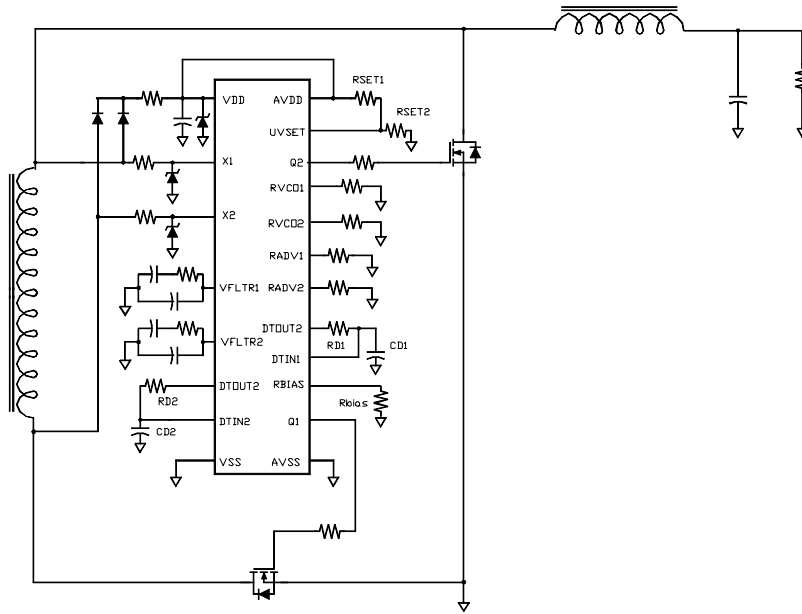 RSET1
VDD
AVDD
RSET2
UVSET
X1
Q2
RVCO1
X2
RVCO2
RADV1
VFLTR1
RADV2
DTOUT2
VFLTR2
RD1
CD1
DTIN1
DTOUT2
RBIAS
RD2
Rbias
DTIN2
Q1
CD2
VSS
AVSS